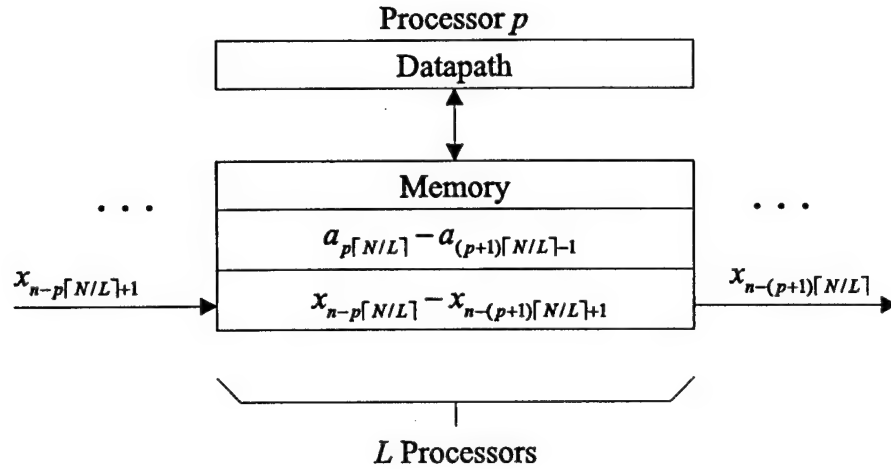 Processor p
Datapath
Memory
. . .
. . .
a_{p⌈N/L⌉} – a_{(p+1)⌈N/L⌉–1}
x_{n–p⌈N/L⌉+1}
x_{n–p⌈N/L⌉} – x_{n–(p+1)⌈N/L⌉+1}
x_{n–(p+1)⌈N/L⌉}
L Processors